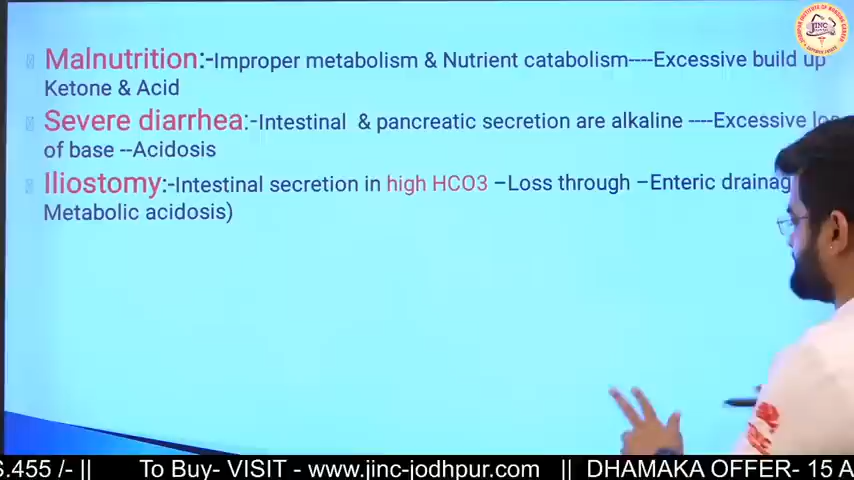 Malnutrition:-Improper metabolism & Nutrient catabolism----Excessive build up
Ketone & Acid
Severe diarrhea:-Intestinal & pancreatic secretion are alkaline ----Excessive
of base --Acidosis
Iliostomy:-Intestinal secretion in high HCO3 –Loss through –Enteric
Metabolic acidosis)
JINC
.455 /- || To Buy- VISIT - www.jinc-jodhpur.com || DHAMAKA OFFER- 15 A